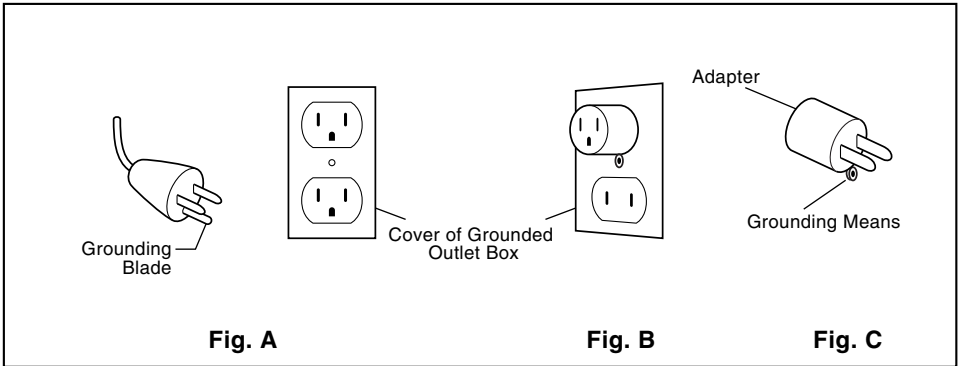 Adapter
Grounding
Blade
Cover of Grounded
Outlet Box
Grounding Means
Fig. A
Fig. B
Fig. C